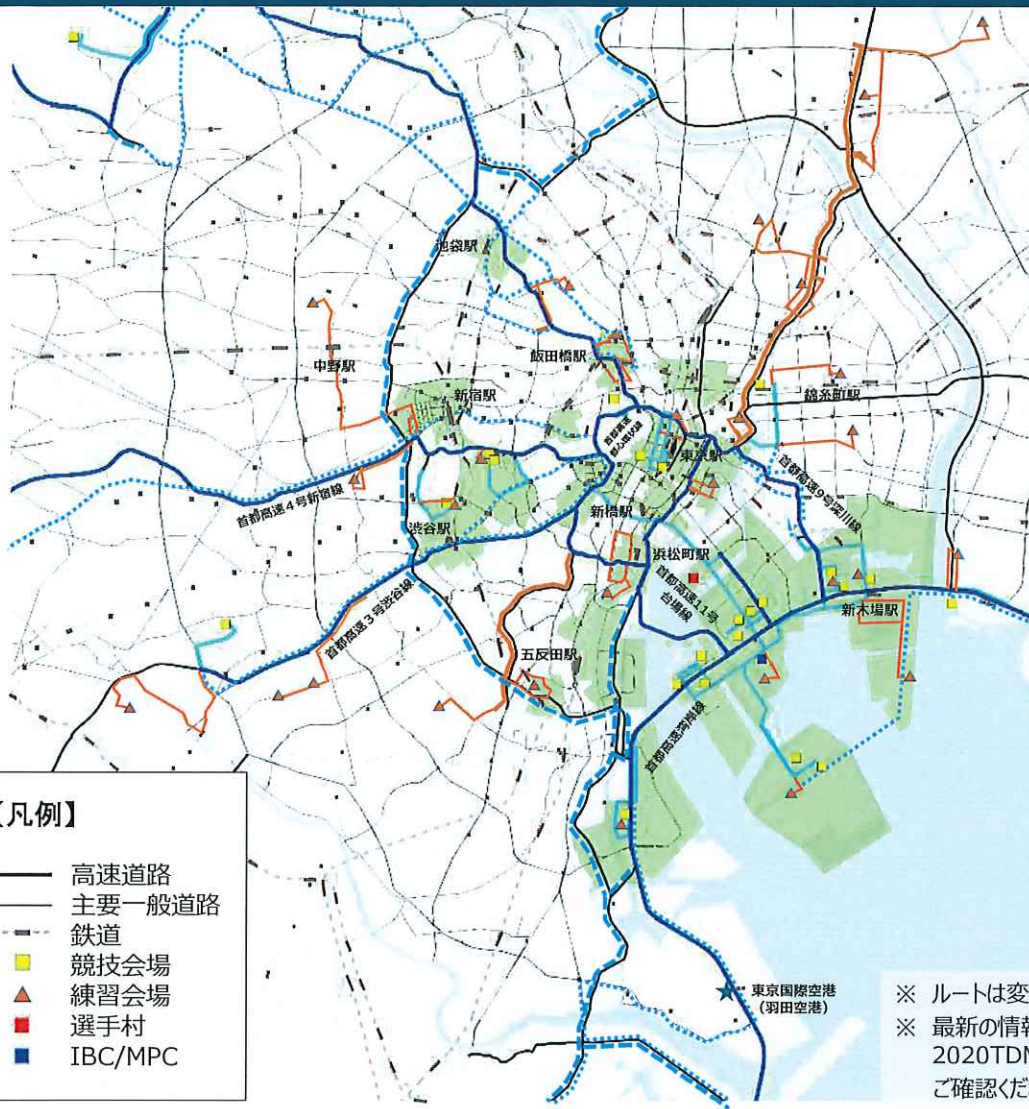 池袋駅
中野駅
飯田橋駅
新宿駅
錦糸町駅
首都高速
都心環状線
東京駅
首都高速9号深川線
首都高速4号新宿線
渋谷駅
新橋駅
浜松町駅
首都高速11号
台場線
新木場駅
首都高速3号渋谷線
五反田駅
首都高速湾岸線
【凡例】
高速道路
主要一般道路
鉄道
競技会場
練習会場
選手村
IBC/MPC
東京国際空港
(羽田空港)
※ ルートは変
※ 最新の情報
2020TDM
ご確認くだ